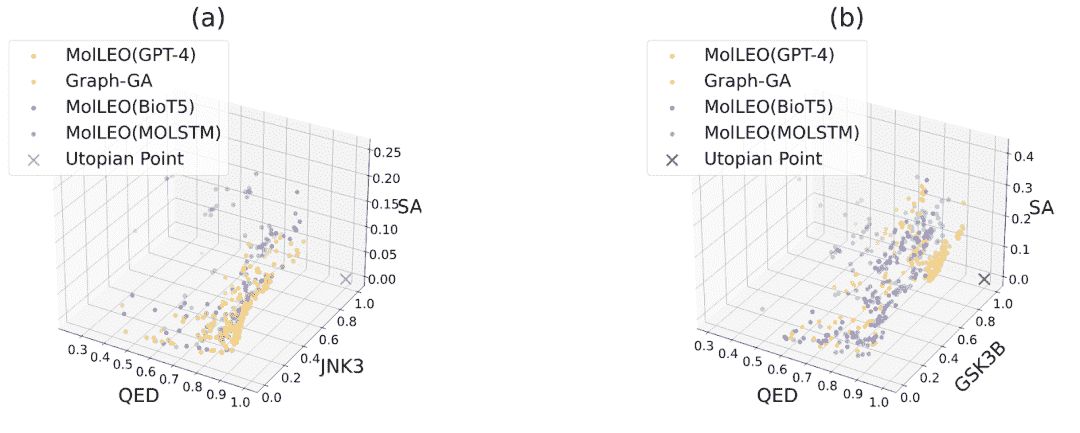 (a)
MolLEO(GPT-4)
Graph-GA
MolLEO(BioT5)
MolLEO(MOLSTM)
Utopian Point
0.25
0.20
0.15
SA
0.10
0.05
0.00
1.0
0.8
0.6
0.4
0.2
0.0
JNK3
0.3 0.4 0.5 0.6 0.7 0.8 0.9 1.0
QED
(b)
MolLEO(GPT-4)
Graph-GA
MolLEO(BioT5)
MolLEO(MOLSTM)
Utopian Point
0.4
0.3
0.2
SA
0.1
0.0
1.0
0.8
0.6
0.4
0.2
0.0
GSK3B
0.3 0.4 0.5 0.6 0.7 0.8 0.9 1.0
QED